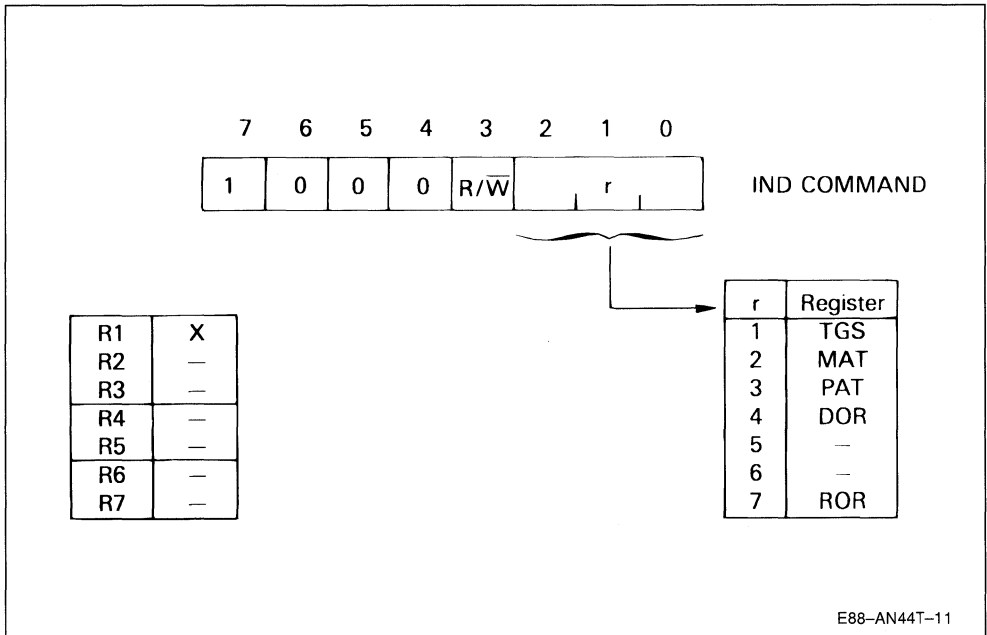 7 6 5 4 3 2 1 0
1 0 0 0 R/W̅ r IND COMMAND
r Register
1 TGS
2 MAT
3 PAT
4 DOR
5 —
6 —
7 ROR
R1 X
R2 —
R3 —
R4 —
R5 —
R6 —
R7 —
E88–AN44T–11